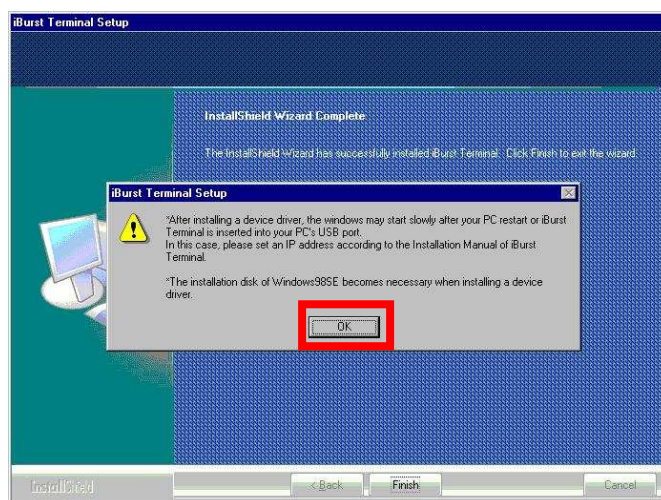 iBurst Terminal Setup
InstallShield Wizard Complete
The InstallShield Wizard has successfully installed iBurst Terminal. Click Finish to exit the wizard.
iBurst Terminal Setup
*After installing a device driver, the windows may start slowly after your PC restart or iBurst
Terminal is inserted into your PC's USB port.
In this case, please set an IP address according to the Installation Manual of iBurst
Terminal.
*The installation disk of Windows98SE becomes necessary when installing a device
driver.
OK
InstallShield
< Back
Finish
Cancel